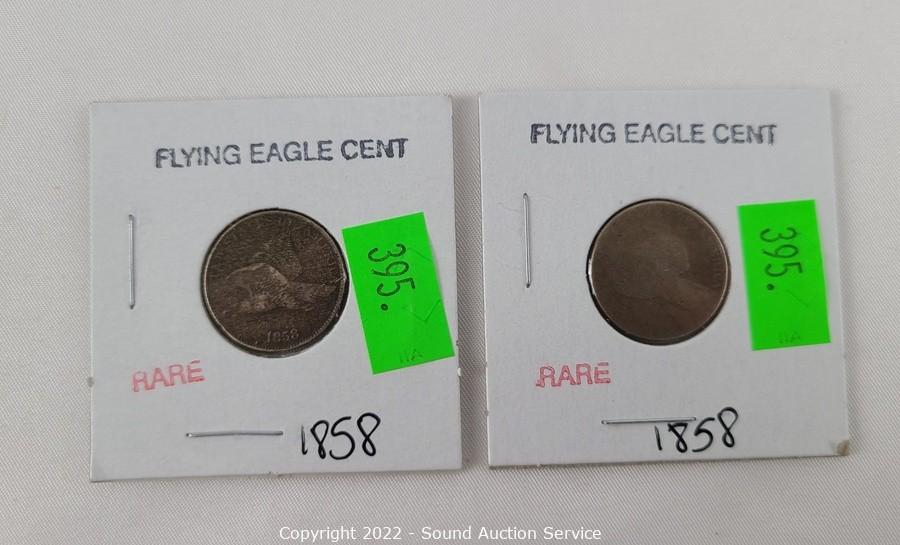 FLYING EAGLE CENT
395.
1858
RARE
1858
FLYING EAGLE CENT
395.
RARE
1858
Copyright 2022 - Sound Auction Service